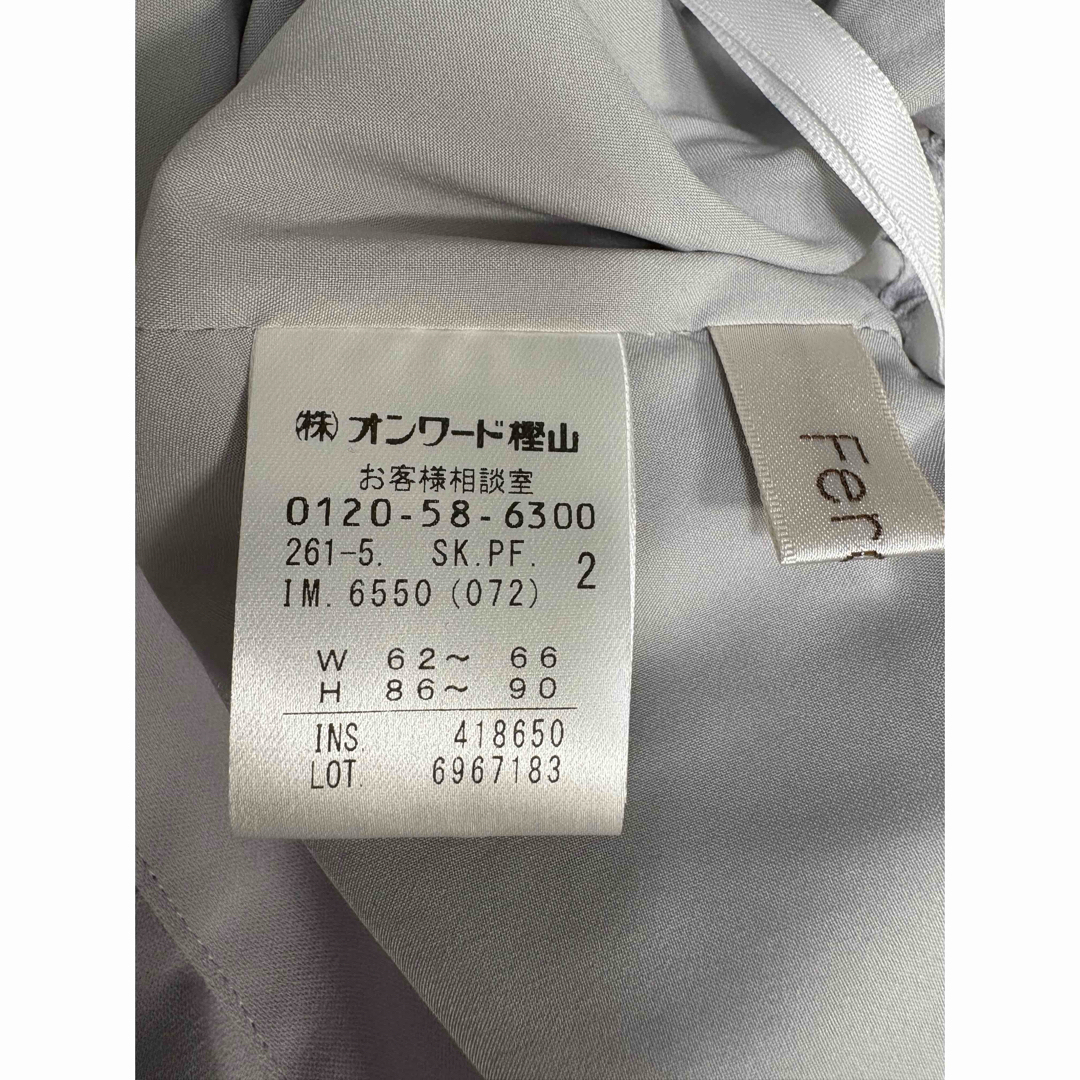 (株)オンワード樫山
お客様相談室
0120-58-6300
261-5. SK.PF. 2
IM. 6550 (072)
W 62~ 66
H 86~ 90
INS. 418650
LOT. 6967183
Fer